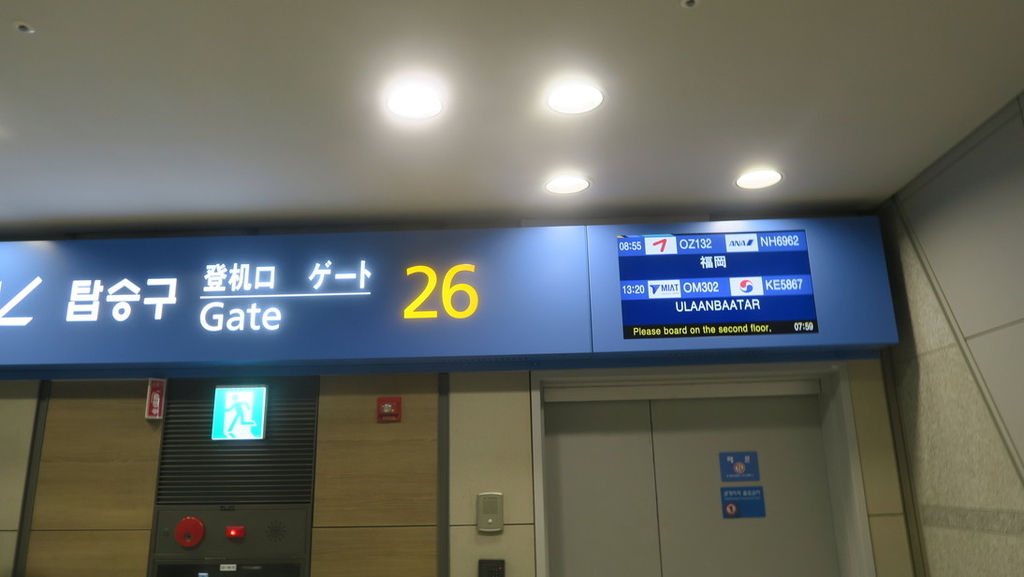 탑승구
登机口 ゲート
Gate
26
08:55 OZ132 ANA NH6962
福岡
13:20 MIAT OM302 KE5867
ULAANBAATAR
Please board on the second floor. 07:59